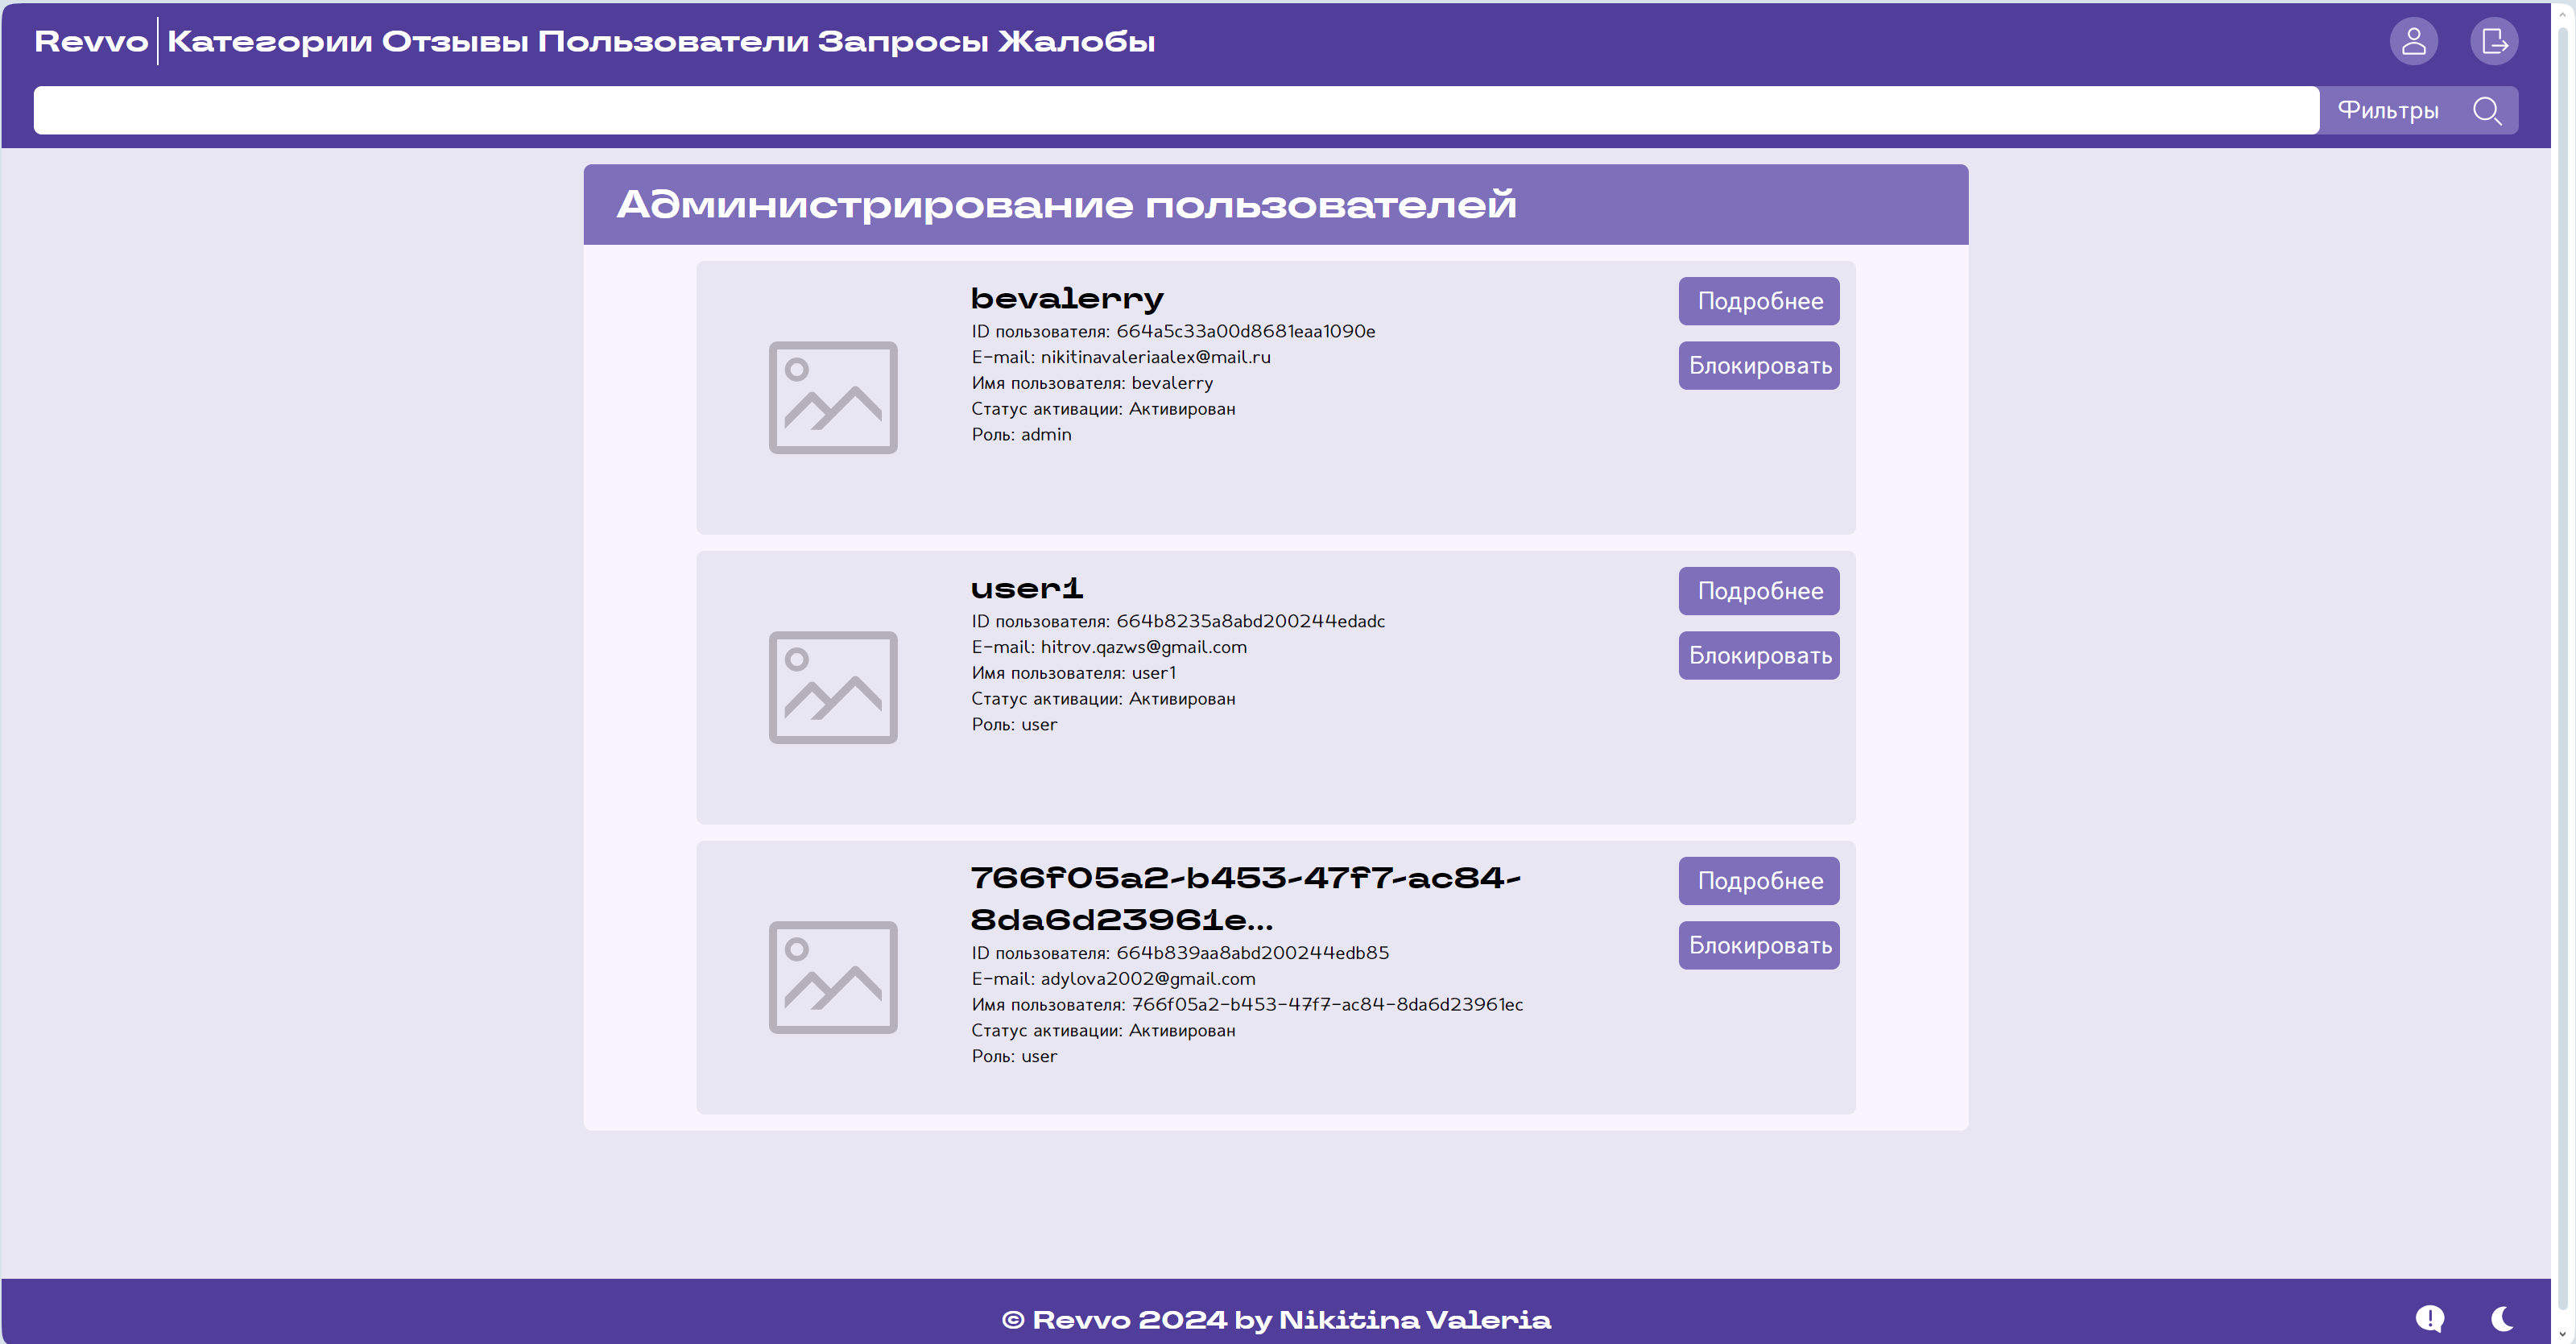 Revvo Категории Отзывы Пользователи Запросы Жалобы
Фильтры
Администрирование пользователей
bevalerry
ID пользователя: 664a5c33a00d8681eaa1090e
E-mail: nikitinavaleriaalex@mail.ru
Имя пользователя: bevalerry
Статус активации: Активирован
Роль: admin
Подробнее
Блокировать
user1
ID пользователя: 664b8235a8abd200244edadc
E-mail: hitrov.qazws@gmail.com
Имя пользователя: user1
Статус активации: Активирован
Роль: user
Подробнее
Блокировать
766f05a2-b453-47f7-ac84-
8da6d23961e...
ID пользователя: 664b839aa8abd200244edb85
E-mail: adylova2002@gmail.com
Имя пользователя: 766f05a2-b453-47f7-ac84-8da6d23961ec
Статус активации: Активирован
Роль: user
Подробнее
Блокировать
© Revvo 2024 by Nikitina Valeria